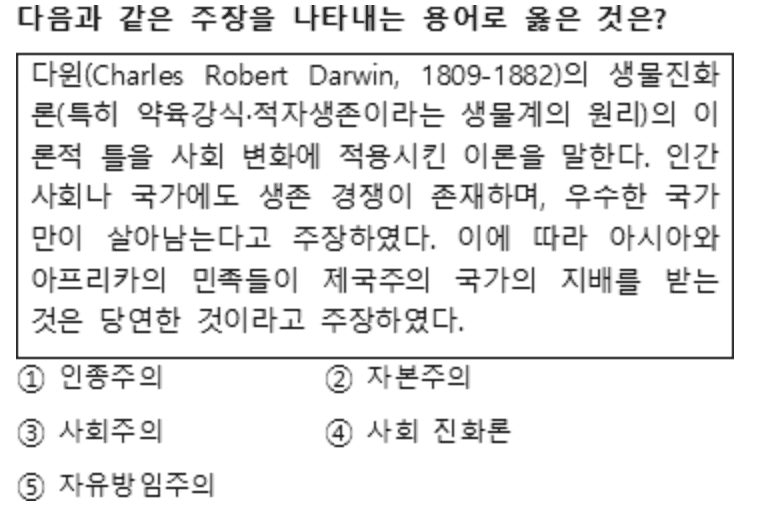 다음과 같은 주장을 나타내는 용어로 옳은 것은?
다윈(Charles Robert Darwin, 1809-1882)의 생물진화
론(특히 약육강식·적자생존이라는 생물계의 원리)의 이
론적 틀을 사회 변화에 적용시킨 이론을 말한다. 인간
사회나 국가에도 생존 경쟁이 존재하며, 우수한 국가
만이 살아남는다고 주장하였다. 이에 따라 아시아와
아프리카의 민족들이 제국주의 국가의 지배를 받는
것은 당연한 것이라고 주장하였다.
① 인종주의 ② 자본주의
③ 사회주의 ④ 사회 진화론
⑤ 자유방임주의